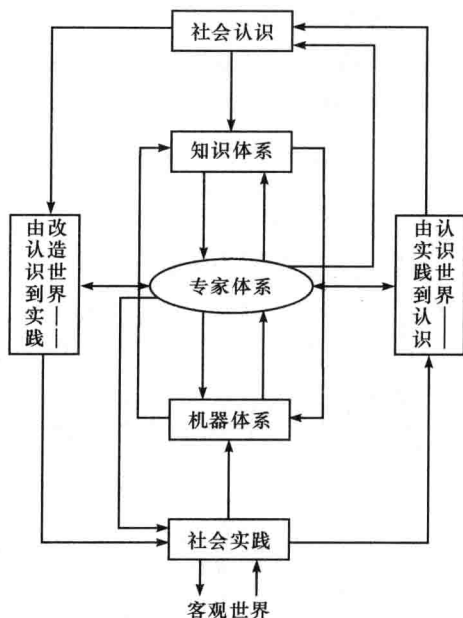 社会认识
知识体系
改造世界——
由认识到实践
专家体系
认识世界——
由实践到认识
机器体系
社会实践
客观世界